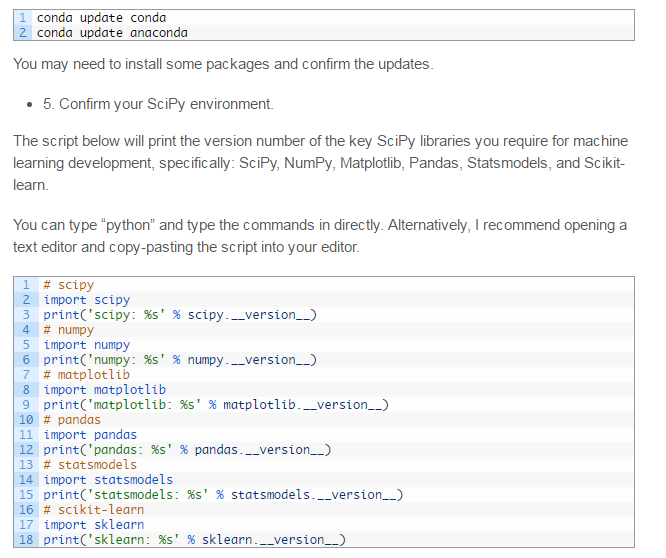 1 conda update conda
2 conda update anaconda
You may need to install some packages and confirm the updates.
• 5. Confirm your SciPy environment.
The script below will print the version number of the key SciPy libraries you require for machine
learning development, specifically: SciPy, NumPy, Matplotlib, Pandas, Statsmodels, and Scikit-
learn.
You can type “python” and type the commands in directly. Alternatively, I recommend opening a
text editor and copy-pasting the script into your editor.
1 # scipy
2 import scipy
3 print('scipy: %s' % scipy.__version__)
4 # numpy
5 import numpy
6 print('numpy: %s' % numpy.__version__)
7 # matplotlib
8 import matplotlib
9 print('matplotlib: %s' % matplotlib.__version__)
10 # pandas
11 import pandas
12 print('pandas: %s' % pandas.__version__)
13 # statsmodels
14 import statsmodels
15 print('statsmodels: %s' % statsmodels.__version__)
16 # scikit-learn
17 import sklearn
18 print('sklearn: %s' % sklearn.__version__)